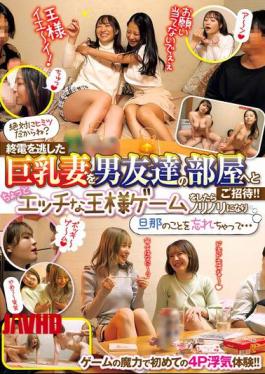 王様
イエーイ!
お願い
当てないでぇぇ
ア〜ン
絶対にヒミツ
だからね?
終電を逃した
巨乳妻を男友達の部屋へと
ご招待!!
ちょっと
エッチな王様ゲームを
したらノリノリになり
旦那のことを忘れちゃって…
JAVHD
ゲームの魔力で初めての4P浮気体験!!